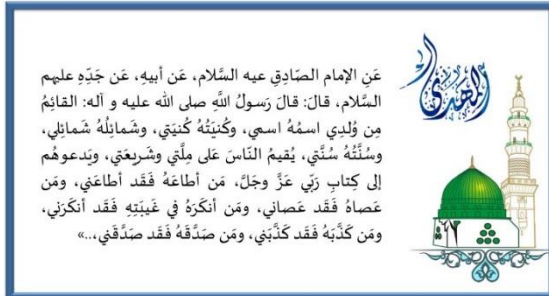 المهدي
عَنِ الإمام الصّادِقِ عيه السَّلام، عَن أبيهِ، عَن جَدِّهِ عليهم
السَّلام، قالَ: قالَ رَسولُ اللَّهِ صلى الله عليه و آله: القائِمُ
مِن وُلدِي اسمُهُ اسمي، وكُنيَتُهُ كُنيَتي، وشَمائِلُهُ شَمائِلي،
وسُنَّتُهُ سُنَّتي، يُقيمُ النّاسَ عَلى مِلَّتي وشَريعَتي، ويَدعوهُم
إلى كِتابِ رَبِّي عَزَّ وجَلَّ، مَن أطاعَهُ فَقَد أطاعَني، ومَن
عَصاهُ فَقَد عَصاني، ومَن أنكَرَهُ في غَيبَتِهِ فَقَد أنكَرَني،
ومَن كَذَّبَهُ فَقَد كَذَّبَني، ومَن صَدَّقَهُ فَقَد صَدَّقَني،..»